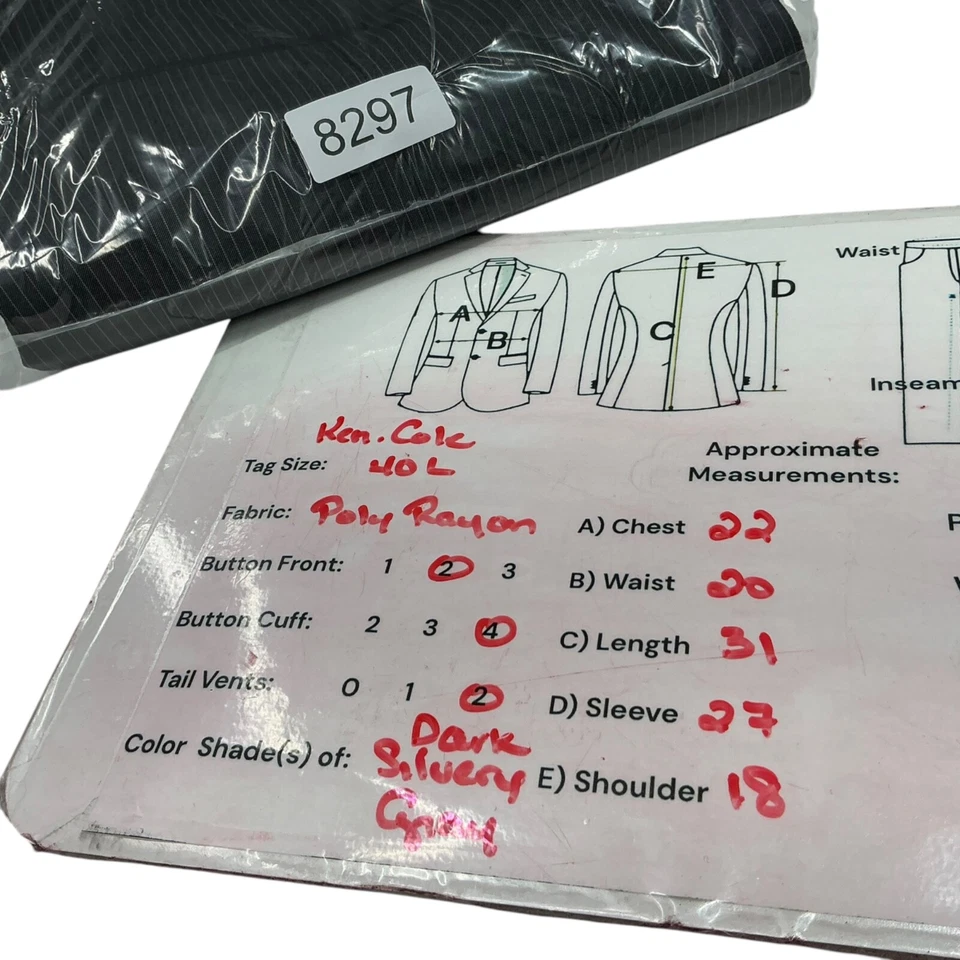 8297
Waist
A
B
C
E
D
Inseam
Ken. Cole
Tag Size: 40L
Fabric: Poly Rayon
Button Front: 1 2 3
Button Cuff: 2 3 4
Tail Vents: 0 1 2
Color Shade(s) of: Dark
Silvery
Gray
Approximate
Measurements:
A) Chest 22
B) Waist 20
C) Length 31
D) Sleeve 27
E) Shoulder 18